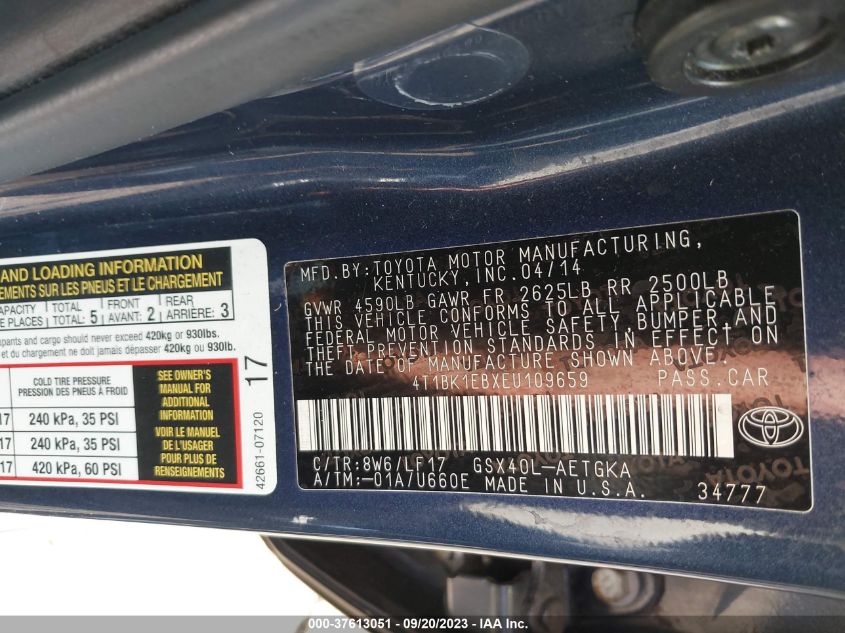 AND LOADING INFORMATION
EMENTS SUR LES PNEUS ET LE CHARGEMENT
CAPACITY TOTAL FRONT REAR
DE PLACES TOTAL: 5 AVANT: 2 ARRIÈRE: 3
pants and cargo should never exceed 420kg or 930lbs.
et du chargement ne doit jamais dépasser 420kg ou 930lb.
COLD TIRE PRESSURE
PRESSION DES PNEUS À FROID
17 240 kPa, 35 PSI
17 240 kPa, 35 PSI
17 420 kPa, 60 PSI
SEE OWNER'S
MANUAL FOR
ADDITIONAL
INFORMATION
VOIR LE MANUEL
DE L'USAGER
POUR PLUS DE
RENSEIGNEMENTS
17
42661-07120
MFD.BY:TOYOTA MOTOR MANUFACTURING,
KENTUCKY, INC. 04/14
GVWR 4590LB GAWR FR 2625LB RR 2500LB
THIS VEHICLE CONFORMS TO ALL APPLICABLE
FEDERAL MOTOR VEHICLE SAFETY, BUMPER, AND
THEFT PREVENTION STANDARDS IN EFFECT ON
THE DATE OF MANUFACTURE SHOWN ABOVE.
4T1BK1EBXEU109659 PASS.CAR
C/TR:8W6/LF17 GSX40L-AETGKA
A/TM:-01A/U660E MADE IN U.S.A. 34777
000-37613051 - 09/20/2023 - IAA Inc.